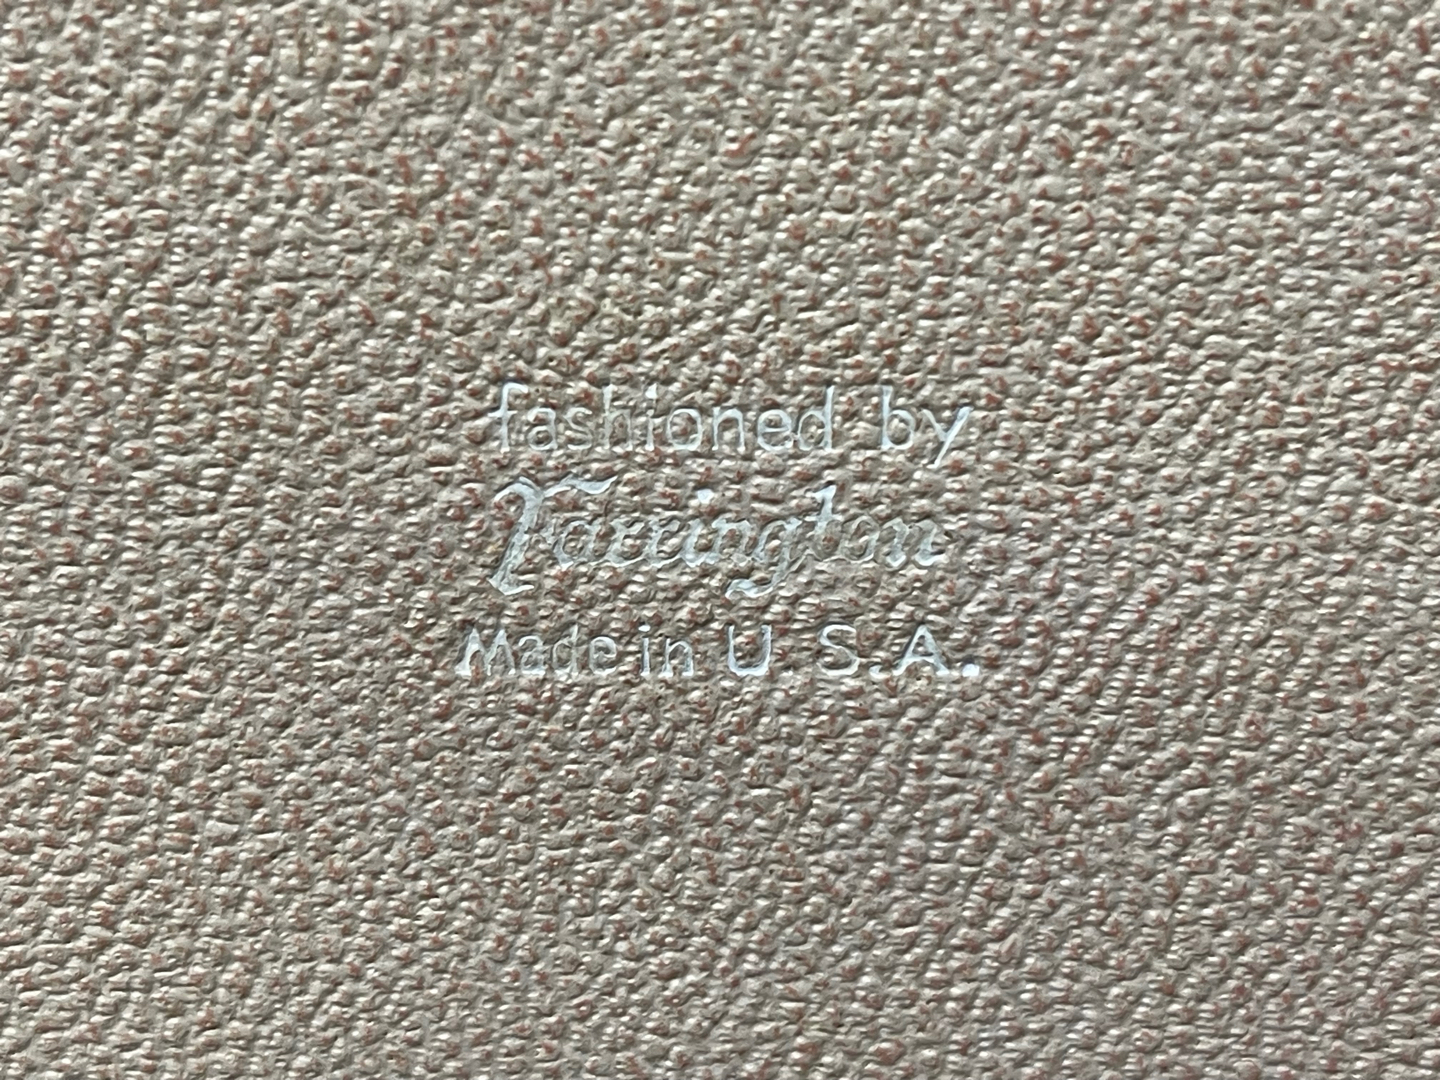 fashioned by
Farrington
Made in U S.A.